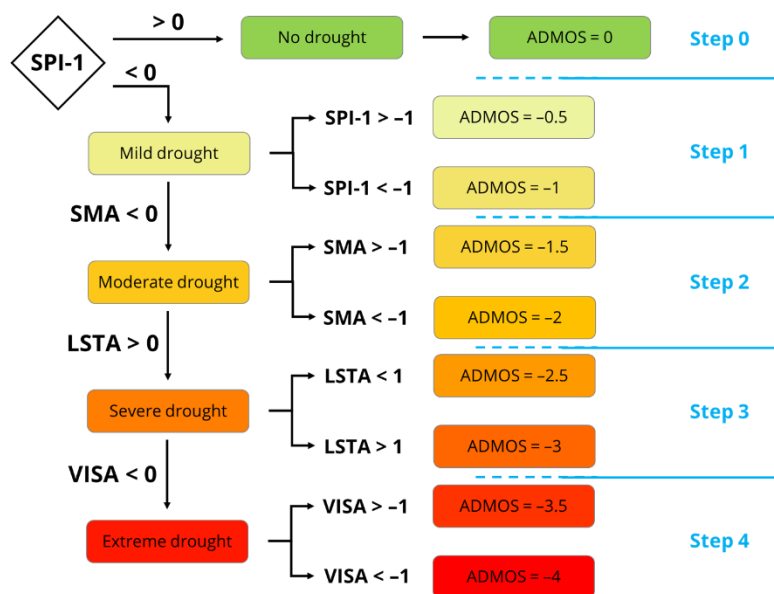 > 0
No drought
ADMOS = 0
Step 0
SPI-1
< 0
SPI-1 > –1
ADMOS = –0.5
Mild drought
Step 1
SPI-1 < –1
ADMOS = –1
SMA < 0
SMA > –1
ADMOS = –1.5
Moderate drought
Step 2
SMA < –1
ADMOS = –2
LSTA > 0
LSTA < 1
ADMOS = –2.5
Severe drought
Step 3
LSTA > 1
ADMOS = –3
VISA < 0
VISA > –1
ADMOS = –3.5
Extreme drought
Step 4
VISA < –1
ADMOS = –4